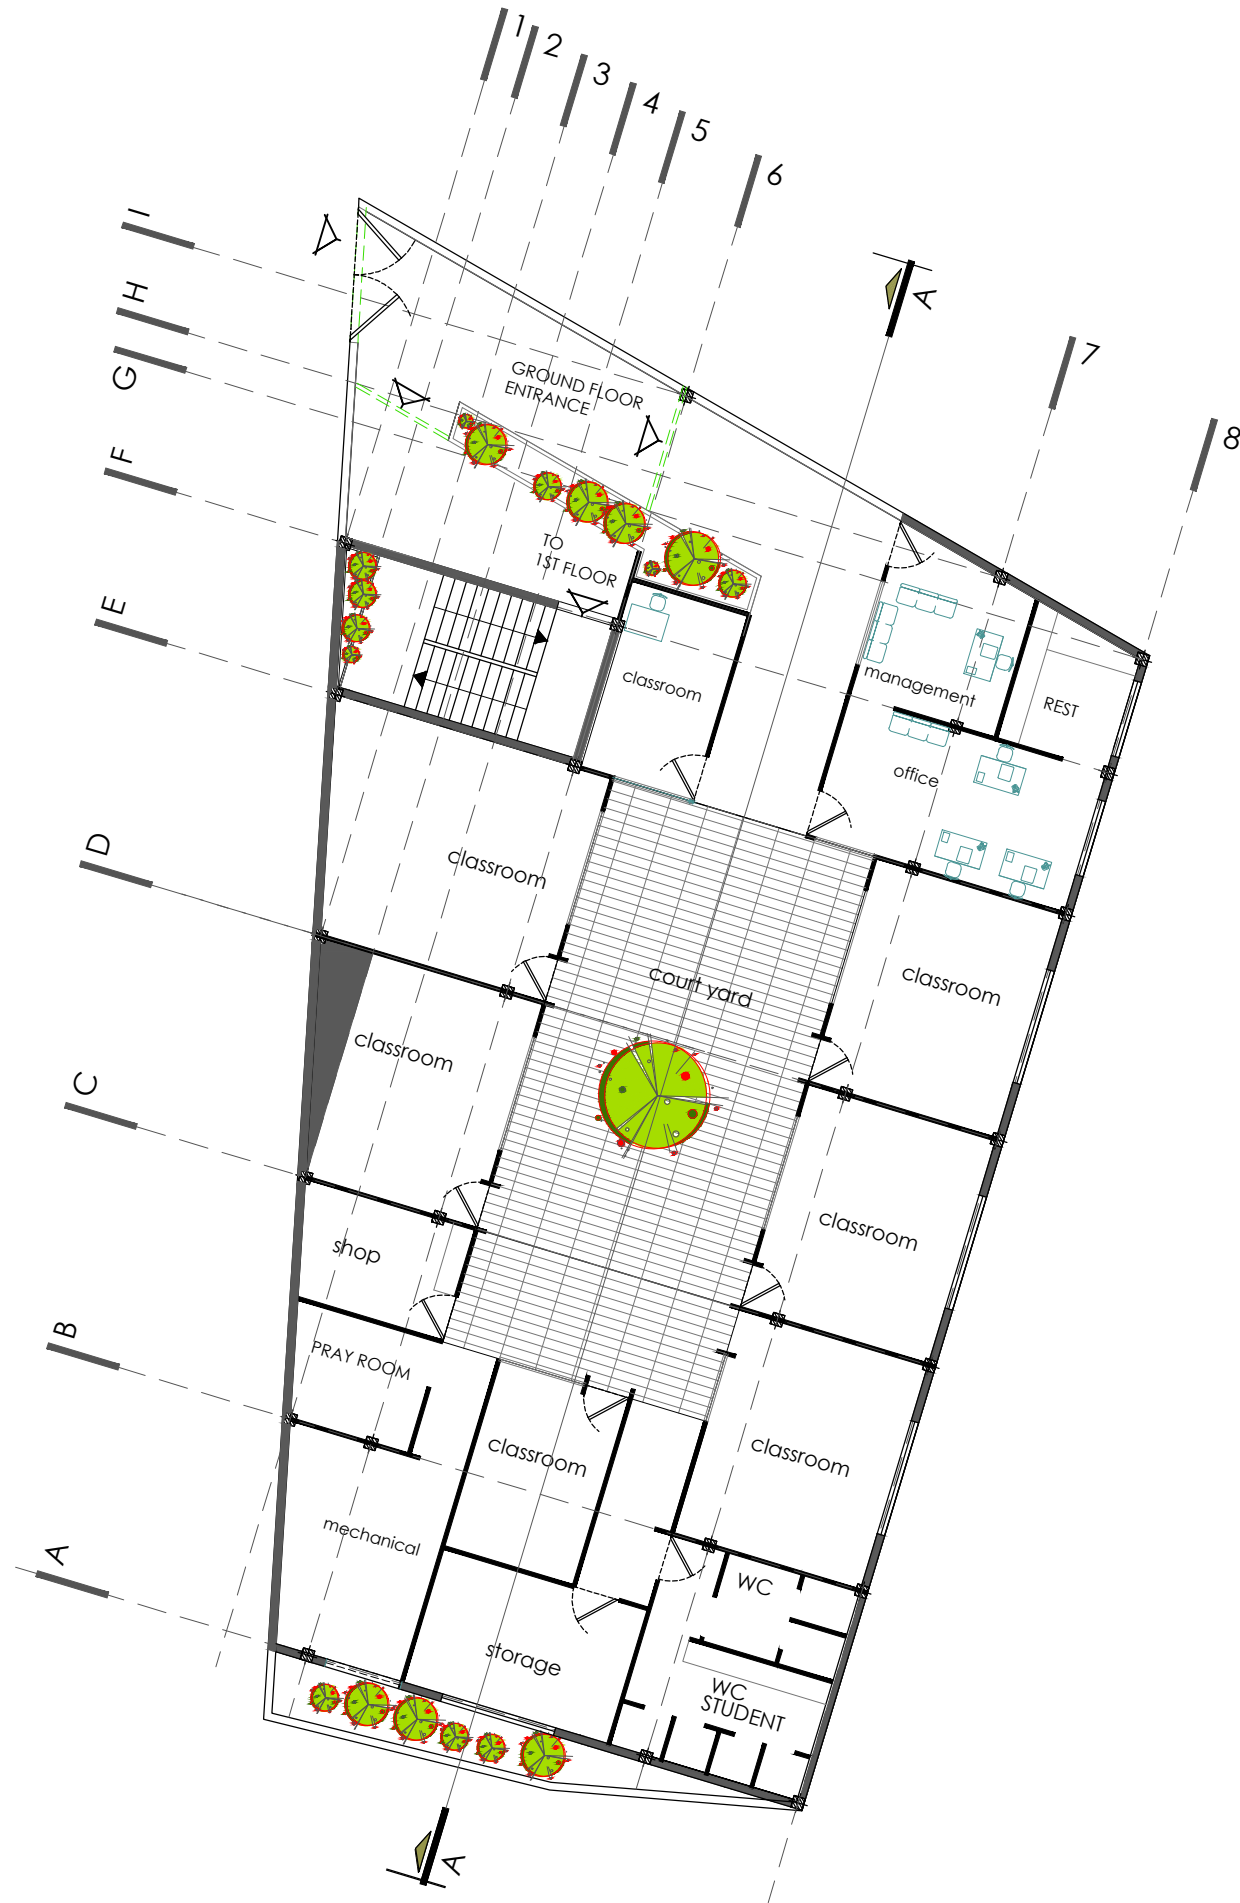 1
2
3
4
5
6
7
8
I
H
G
F
E
D
C
B
A
A
GROUND FLOOR
ENTRANCE
TO
1ST FLOOR
classroom
management
REST
office
classroom
court yard
classroom
classroom
shop
classroom
PRAY ROOM
classroom
classroom
mechanical
WC
storage
WC
STUDENT
A